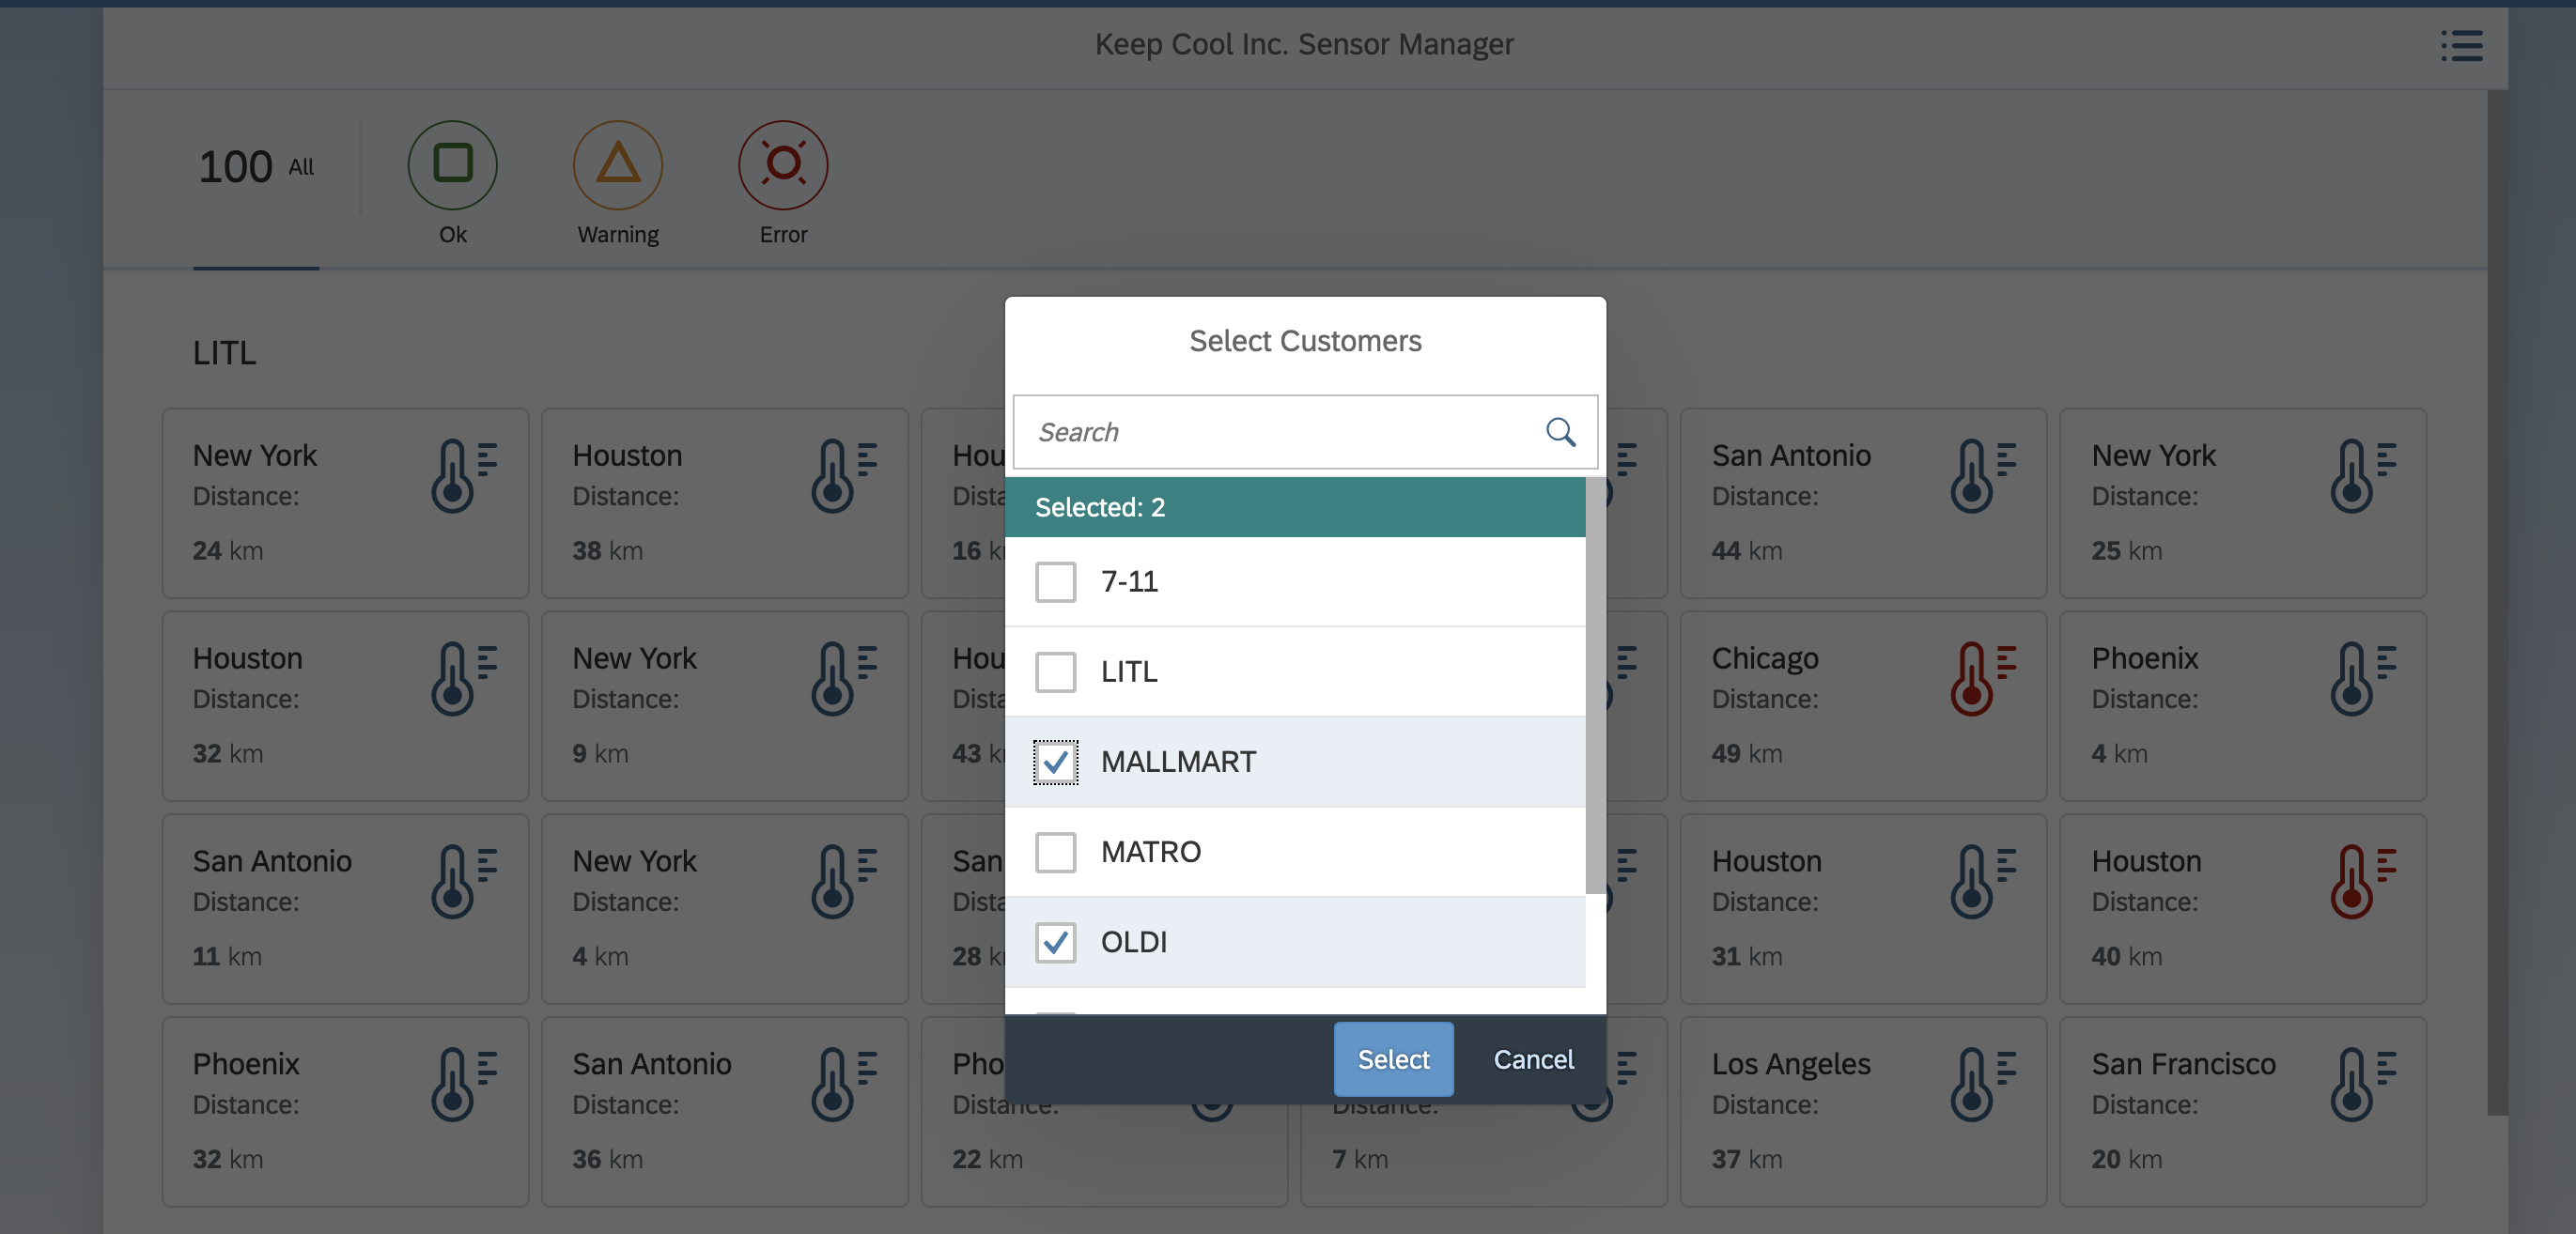 Keep Cool Inc. Sensor Manager
100 All
Ok
Warning
Error
LITL
New York
Distance:
24 km
Houston
Distance:
38 km
Hou
Dista
16 k
San Antonio
Distance:
44 km
New York
Distance:
25 km
Houston
Distance:
32 km
New York
Distance:
9 km
Hou
Dista
43 k
Chicago
Distance:
49 km
Phoenix
Distance:
4 km
San Antonio
Distance:
11 km
New York
Distance:
4 km
San
Dista
28 k
Houston
Distance:
31 km
Houston
Distance:
40 km
Phoenix
Distance:
32 km
San Antonio
Distance:
36 km
Pho
Distance:
22 km
Distance:
7 km
Los Angeles
Distance:
37 km
San Francisco
Distance:
20 km
Select Customers
Search
Selected: 2
7-11
LITL
MALLMART
MATRO
OLDI
Select
Cancel